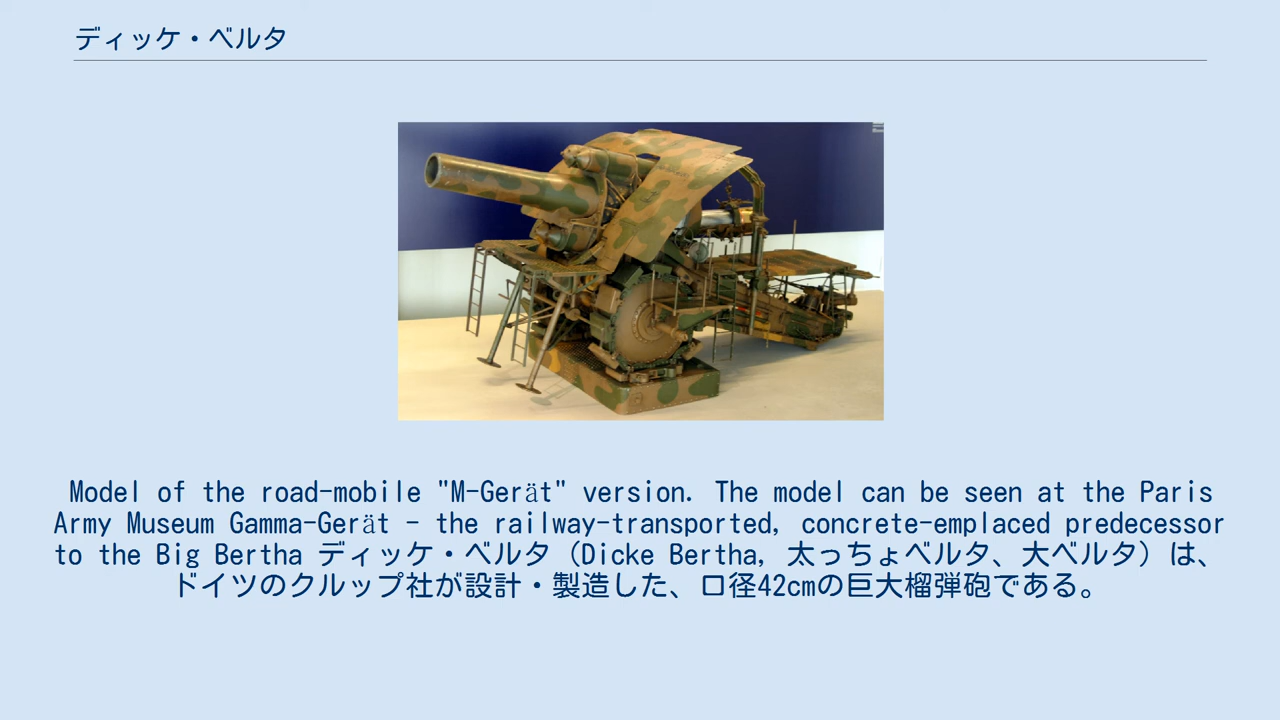 ディッケ・ベルタ
Model of the road-mobile "M-Gerät" version. The model can be seen at the Paris
Army Museum Gamma-Gerät - the railway-transported, concrete-emplaced predecessor
to the Big Bertha ディッケ・ベルタ（Dicke Bertha, 太っちょベルタ、大ベルタ）は、
ドイツのクルップ社が設計・製造した、口径42cmの巨大榴弾砲である。